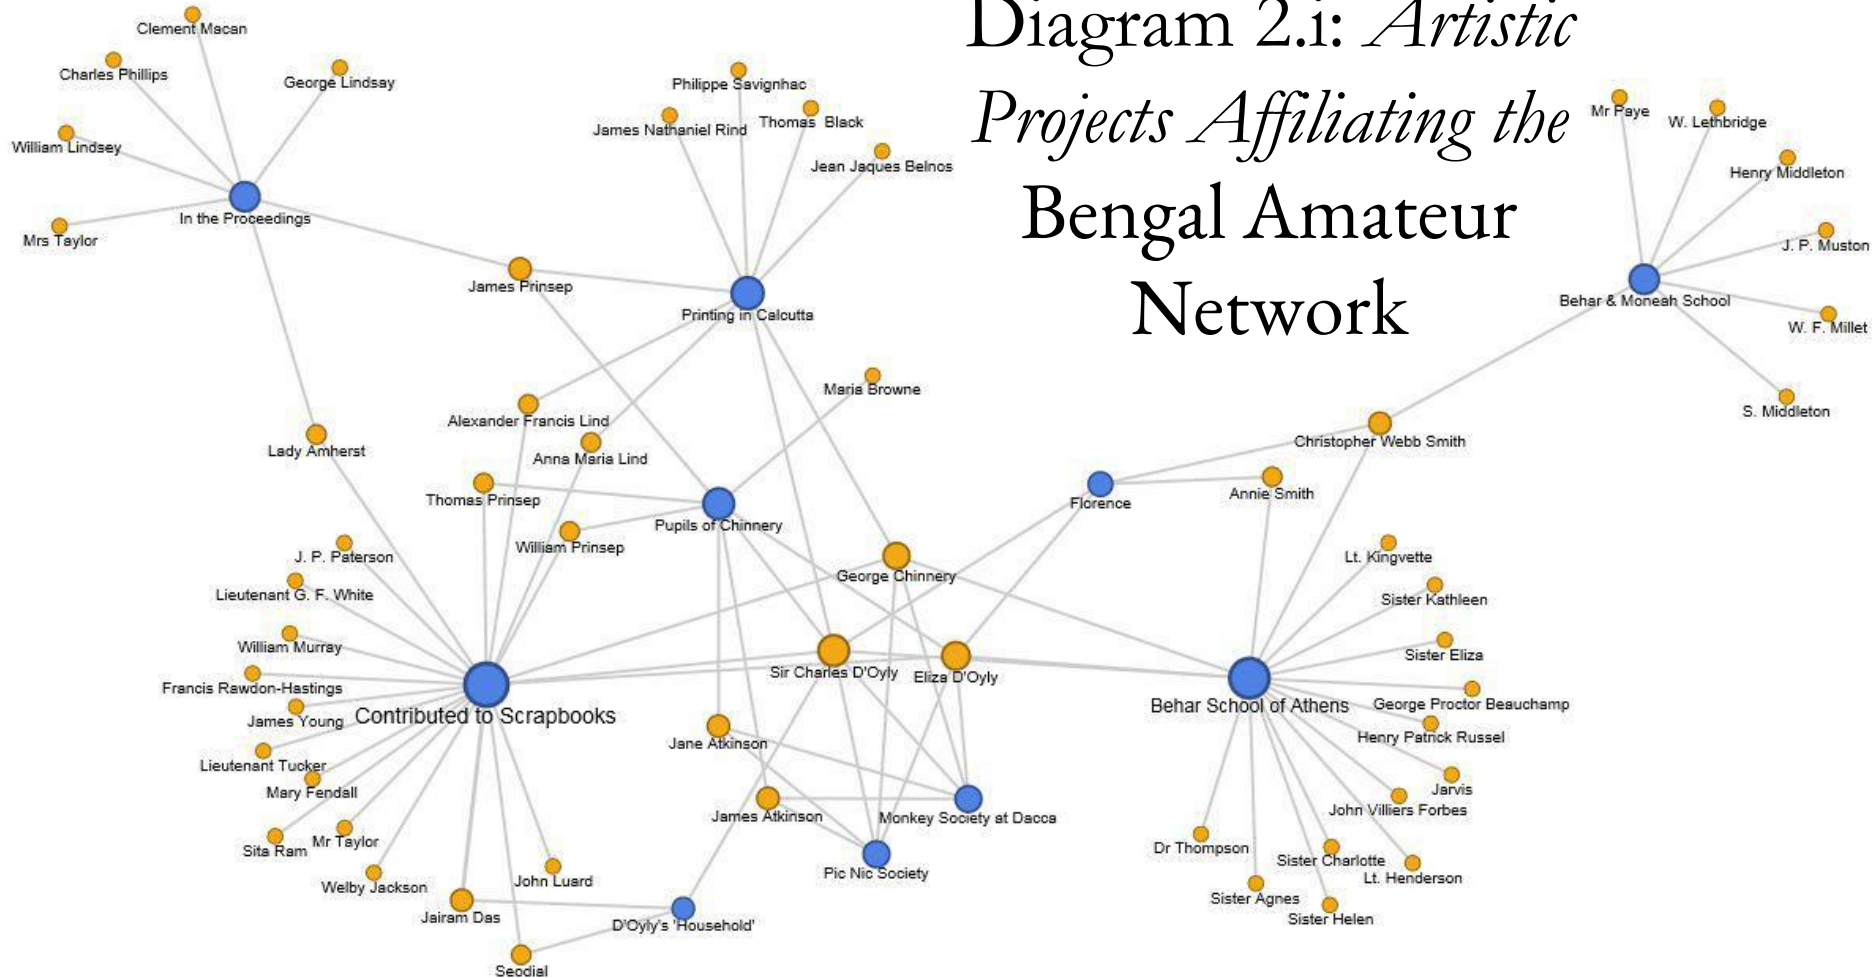 Diagram 2.i: Artistic
Projects Affiliating the
Bengal Amateur
Network
Clement Macan
Charles Phillips
George Lindsay
William Lindsey
In the Proceedings
Mrs Taylor
Philippe Savignhac
James Nathaniel Rind
Thomas Black
Jean Jaques Belnos
James Prinsep
Printing in Calcutta
Mr Paye
W. Lethbridge
Henry Middleton
J. P. Muston
Behar & Moneah School
W. F. Millet
S. Middleton
Maria Browne
Alexander Francis Lind
Lady Amherst
Anna Maria Lind
Thomas Prinsep
Pupils of Chinnery
William Prinsep
Christopher Webb Smith
Florence
Annie Smith
George Chinnery
J. P. Paterson
Lieutenant G. F. White
William Murray
Francis Rawdon-Hastings
James Young
Contributed to Scrapbooks
Lieutenant Tucker
Mary Fendall
Sita Ram
Mr Taylor
Welby Jackson
John Luard
Jairam Das
Seodial
D'Oyly's 'Household'
Sir Charles D'Oyly
Eliza D'Oyly
Jane Atkinson
James Atkinson
Monkey Society at Dacca
Pic Nic Society
Lt. Kingvette
Sister Kathleen
Sister Eliza
Behar School of Athens
George Proctor Beauchamp
Henry Patrick Russel
Jarvis
John Villiers Forbes
Dr Thompson
Sister Charlotte
Lt. Henderson
Sister Agnes
Sister Helen